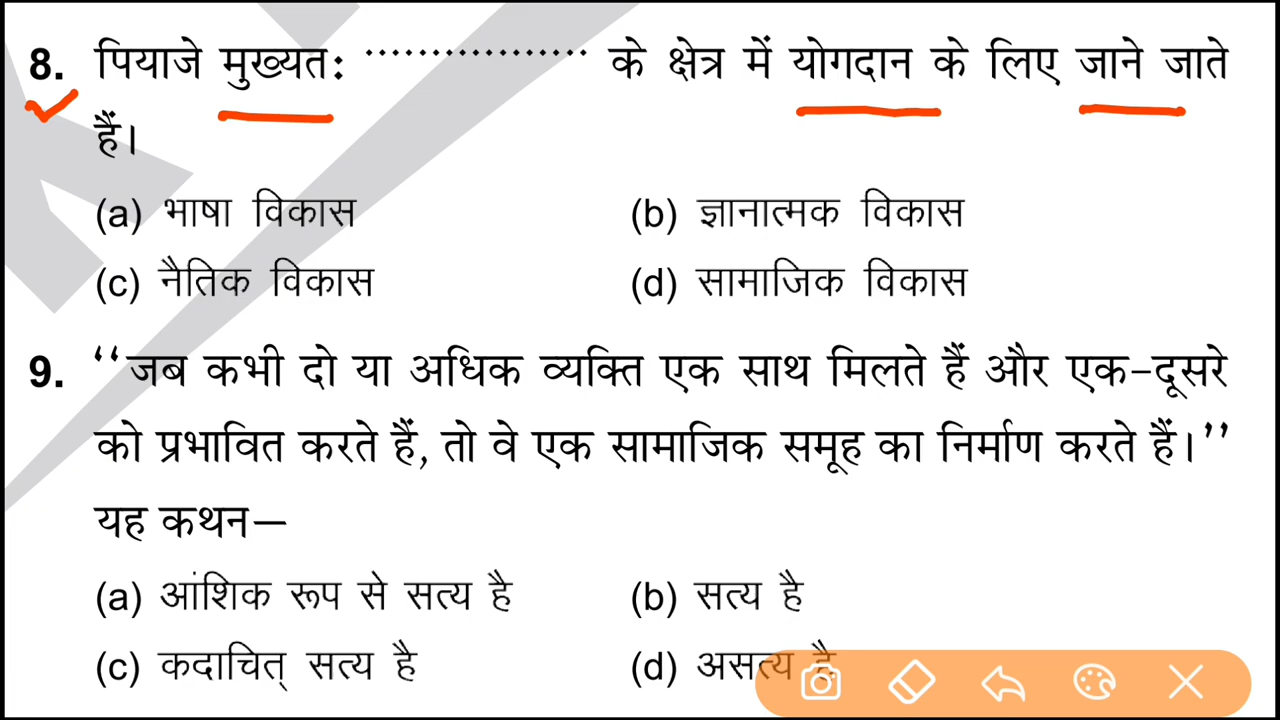 8. पियाजे मुख्यतः ................. के क्षेत्र में योगदान के लिए जाने जाते
हैं।
(a) भाषा विकास (b) ज्ञानात्मक विकास
(c) नैतिक विकास (d) सामाजिक विकास
9. ‘‘जब कभी दो या अधिक व्यक्ति एक साथ मिलते हैं और एक-दूसरे
को प्रभावित करते हैं, तो वे एक सामाजिक समूह का निर्माण करते हैं।’’
यह कथन—
(a) आंशिक रूप से सत्य है (b) सत्य है
(c) कदाचित् सत्य है (d) असत्य है